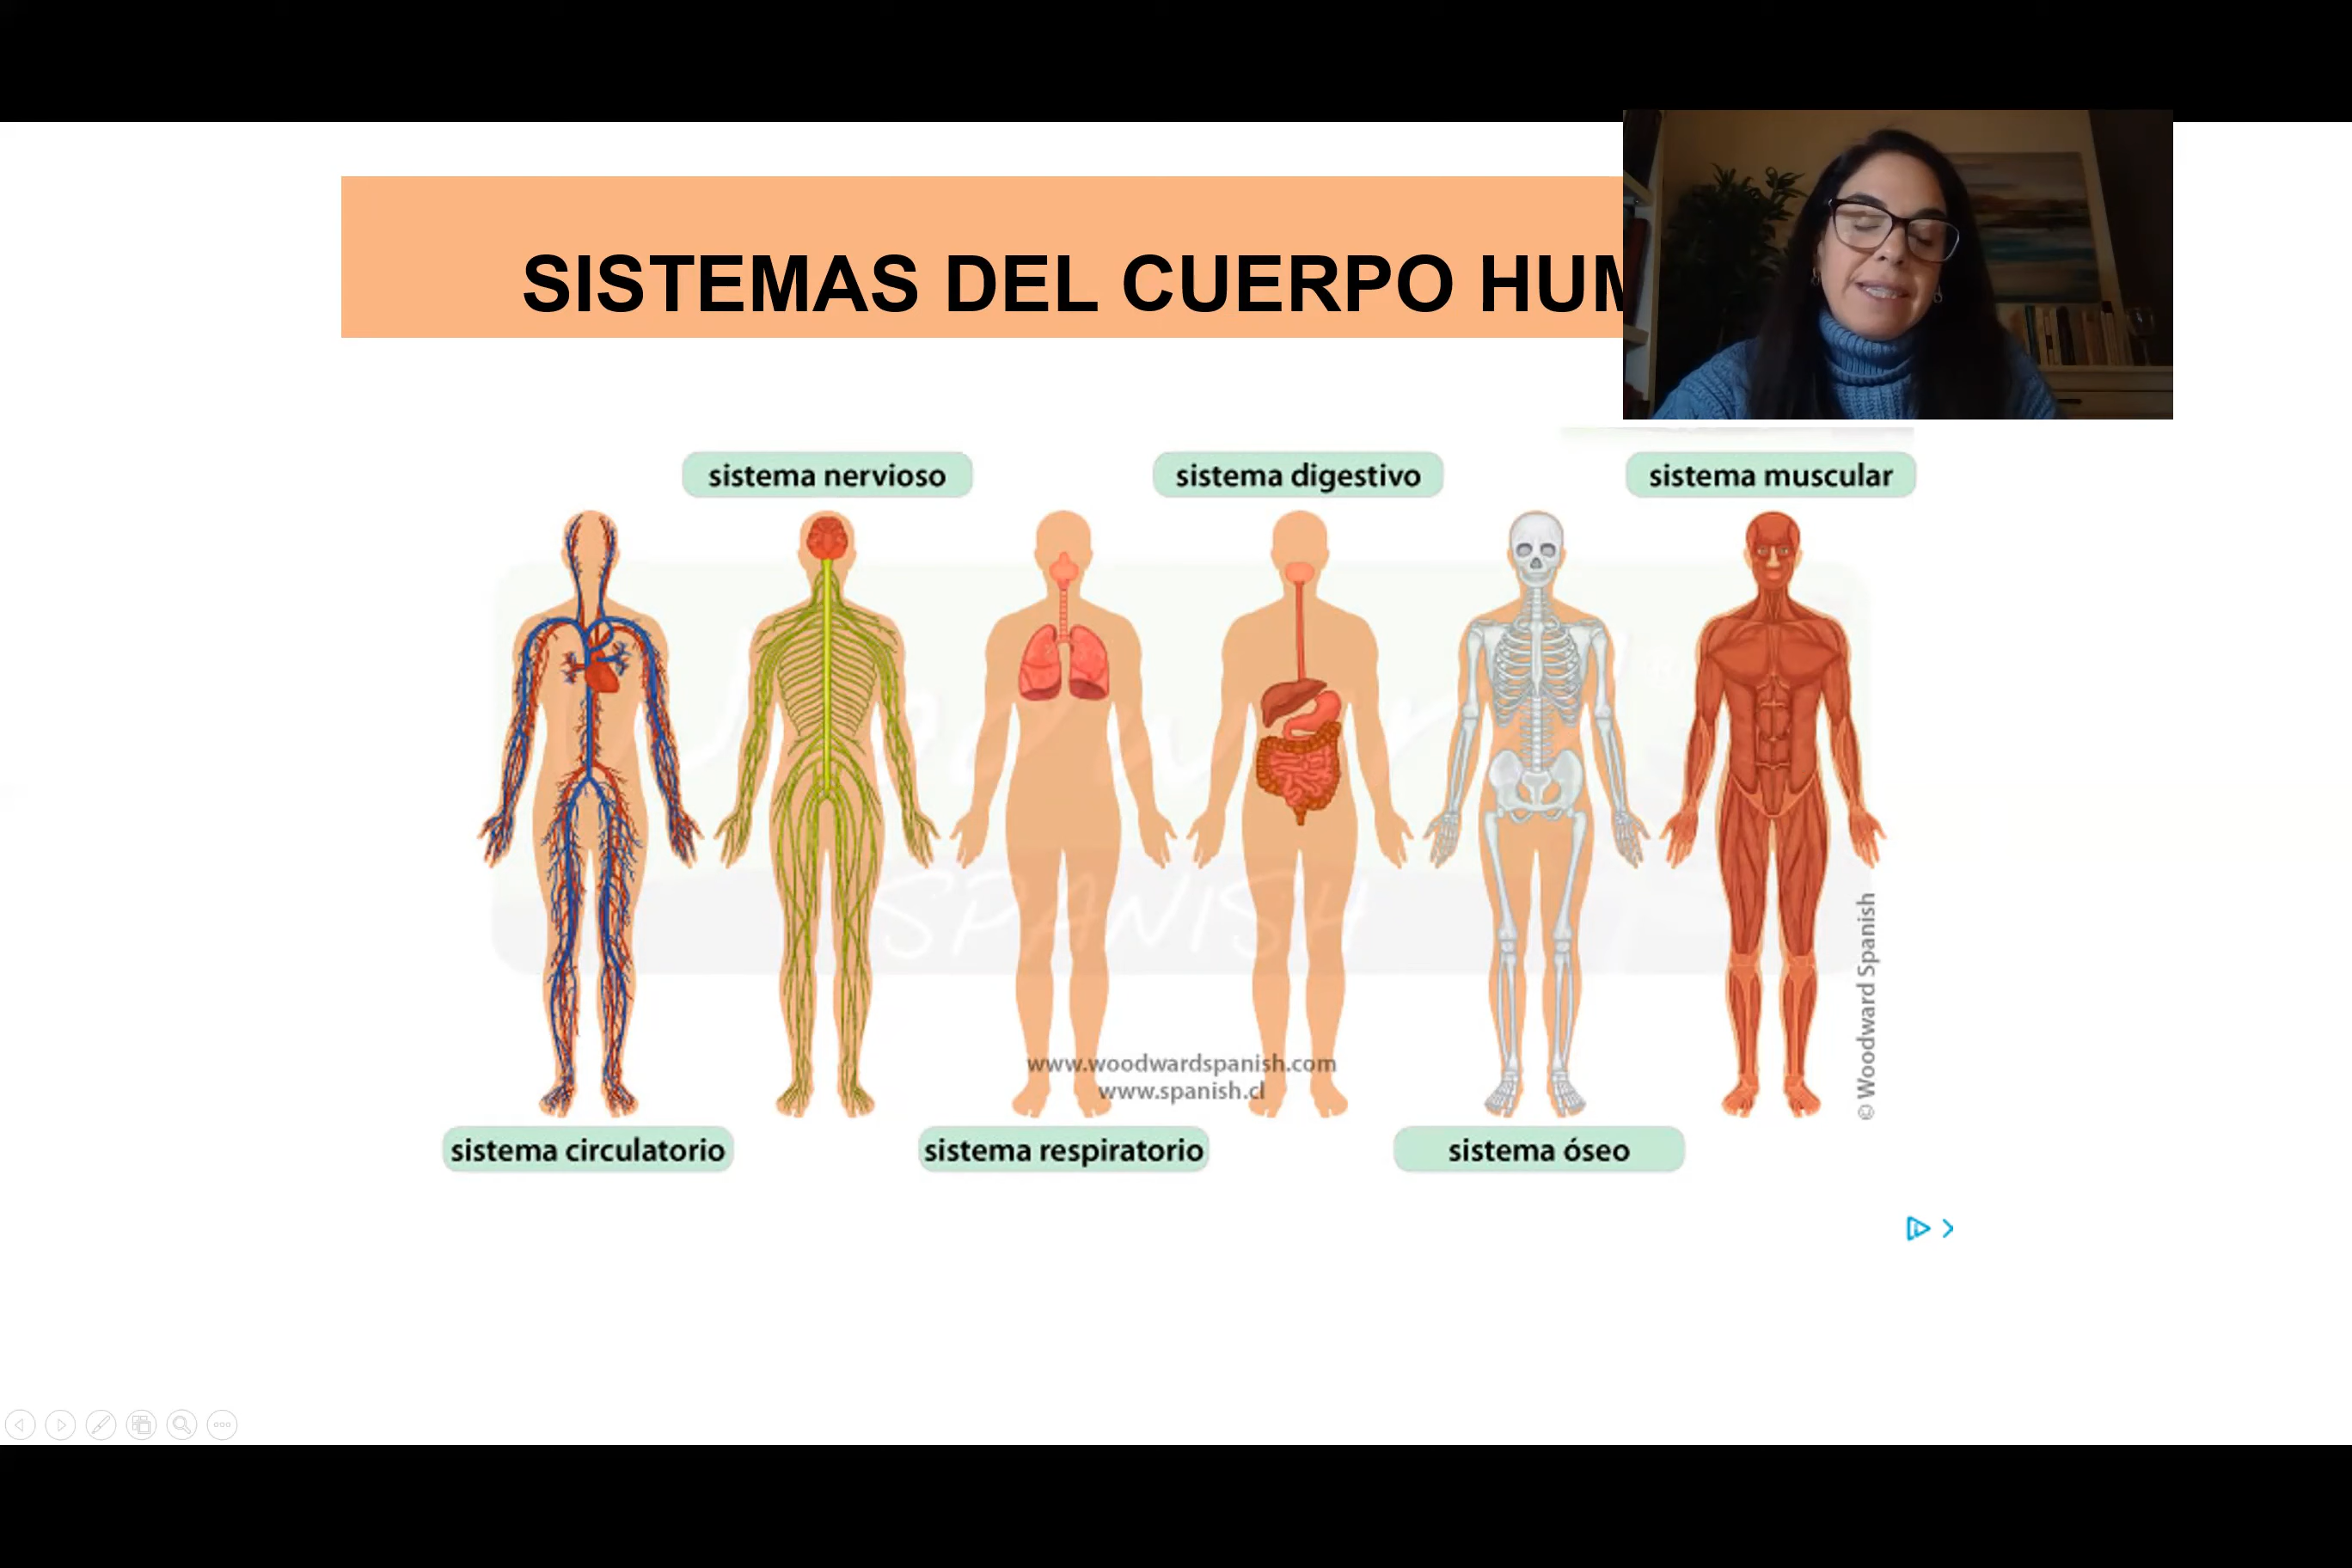 SISTEMAS DEL CUERPO HUM
sistema nervioso
sistema digestivo
sistema muscular
SPANISH
© Woodward Spanish
www.woodwardspanish.com
www.spanish.cl
sistema circulatorio
sistema respiratorio
sistema óseo